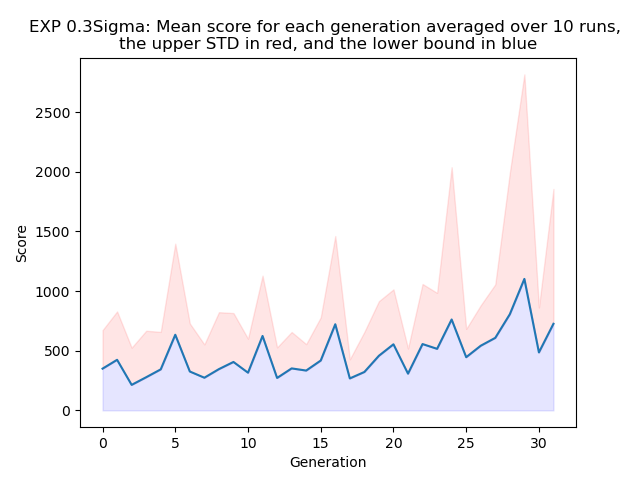 EXP 0.3Sigma: Mean score for each generation averaged over 10 runs,
the upper STD in red, and the lower bound in blue
2500
2000
1500
1000
500
0
Score
0 5 10 15 20 25 30
Generation